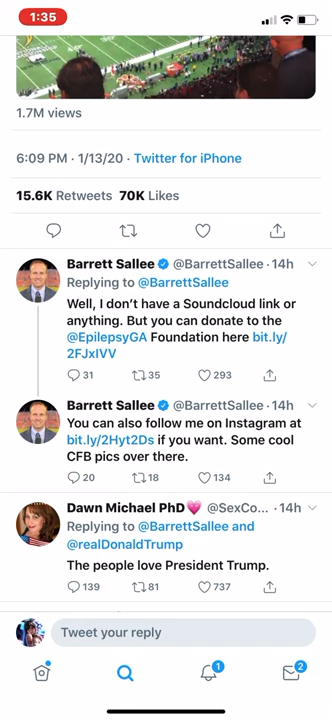 1:35
1.7M views
6:09 PM · 1/13/20 · Twitter for iPhone
15.6K Retweets 70K Likes
Barrett Sallee @BarrettSallee · 14h
Replying to @BarrettSallee
Well, I don't have a Soundcloud link or
anything. But you can donate to the
@EpilepsyGA Foundation here bit.ly/
2FJxIVV
31 35 293
Barrett Sallee @BarrettSallee · 14h
You can also follow me on Instagram at
bit.ly/2Hyt2Ds if you want. Some cool
CFB pics over there.
20 18 134
Dawn Michael PhD💗 @SexCo... · 14h
Replying to @BarrettSallee and
@realDonaldTrump
The people love President Trump.
139 81 737
Tweet your reply
1
2